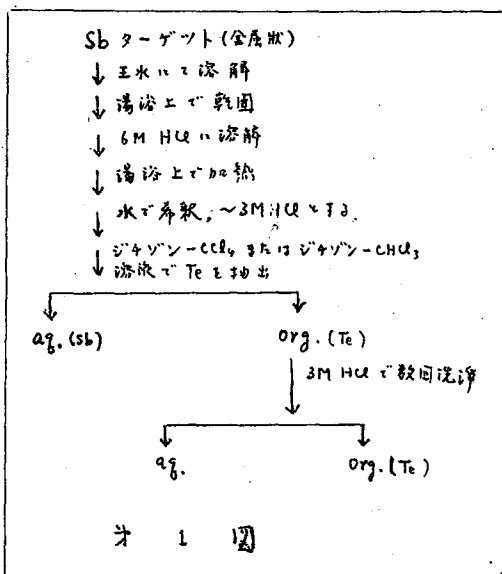 Sb ターゲット(金属状)
王水にて溶解
湯浴上で乾固
6M HCl に溶解
湯浴上で加熱
水で希釈, ~3M HCl とする.
ジチゾン-CCl4 または ジチゾン-CHCl3
溶液で Te を抽出
aq. (Sb) org. (Te)
3M HCl で数回洗浄
aq. org. (Te)
才 1 図